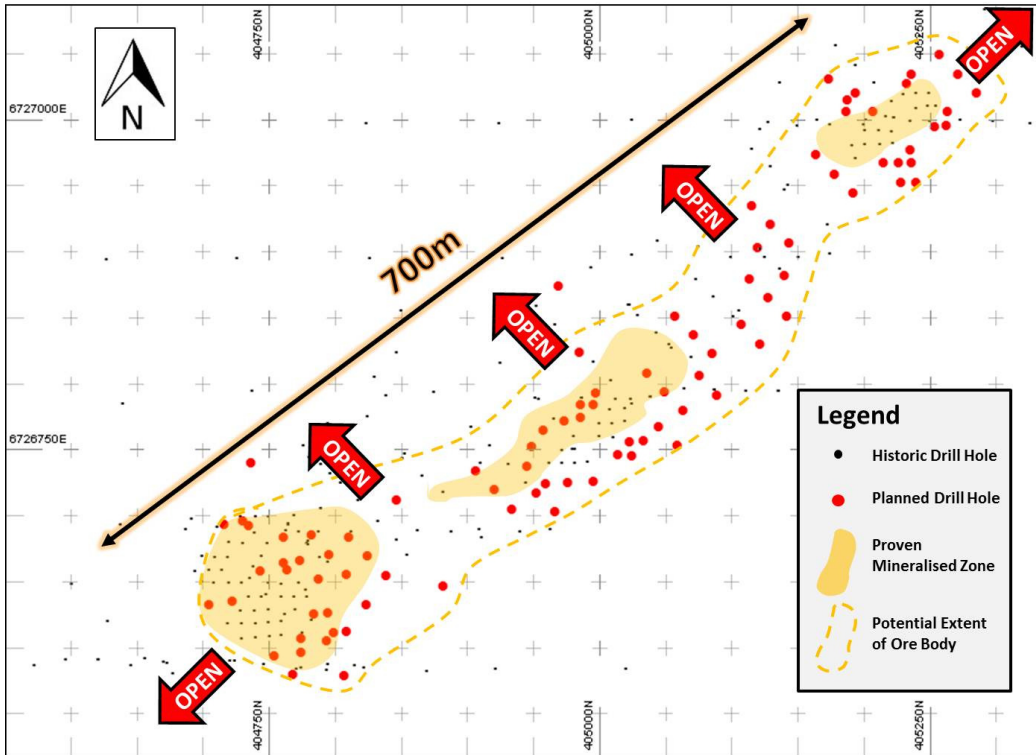 404750N
405000N
405250N
OPEN
N
6727000E
OPEN
700m
OPEN
6726750E
OPEN
Legend
Historic Drill Hole
Planned Drill Hole
Proven
Mineralised Zone
Potential Extent
of Ore Body
OPEN
404750N
405000N
405250N